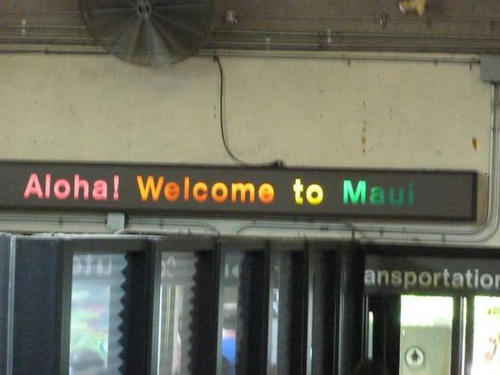 Aloha! Welcome to Maui
ansportation